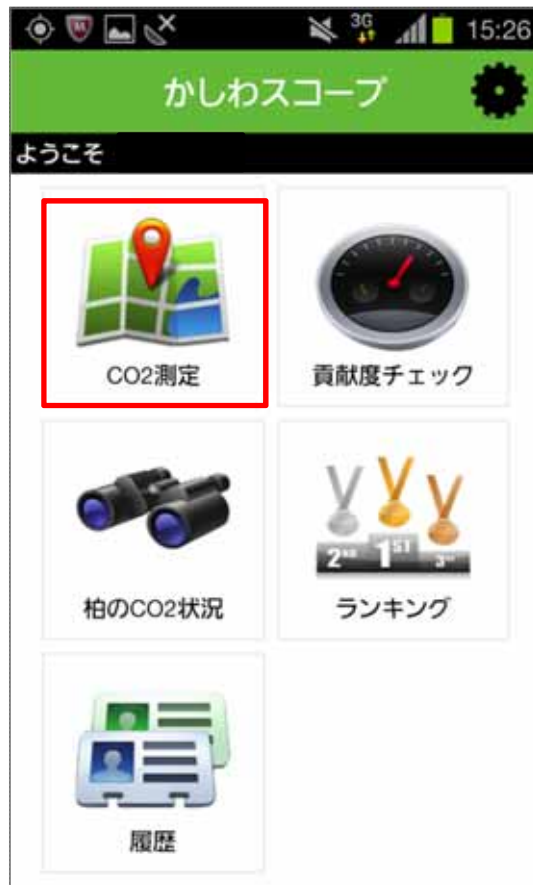 3G 15:26
かしわスコープ
ようこそ
CO2測定
貢献度チェック
柏のCO2状況
2ND 1ST 3RD
ランキング
履歴